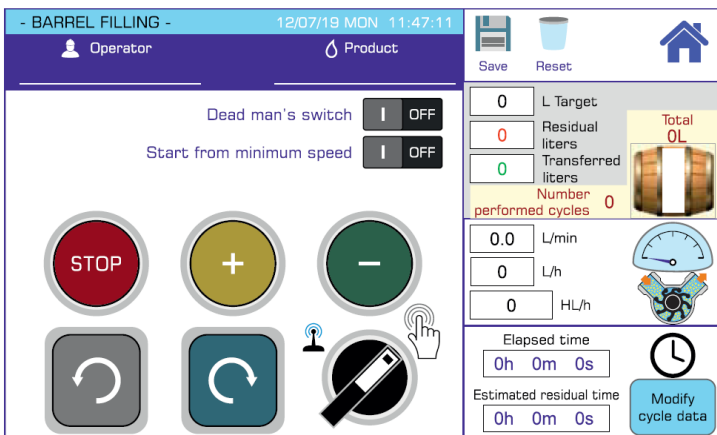 - BARREL FILLING -
12/07/19 MON 11:47:11
Operator
Product
Dead man's switch
I OFF
Start from minimum speed
I OFF
STOP
+
−
Save
Reset
0 L Target
0 Residual
liters
0 Transferred
liters
Total
0L
Number
performed cycles 0
0.0 L/min
0 L/h
0 HL/h
Elapsed time
0h 0m 0s
Estimated residual time
0h 0m 0s
Modify
cycle data